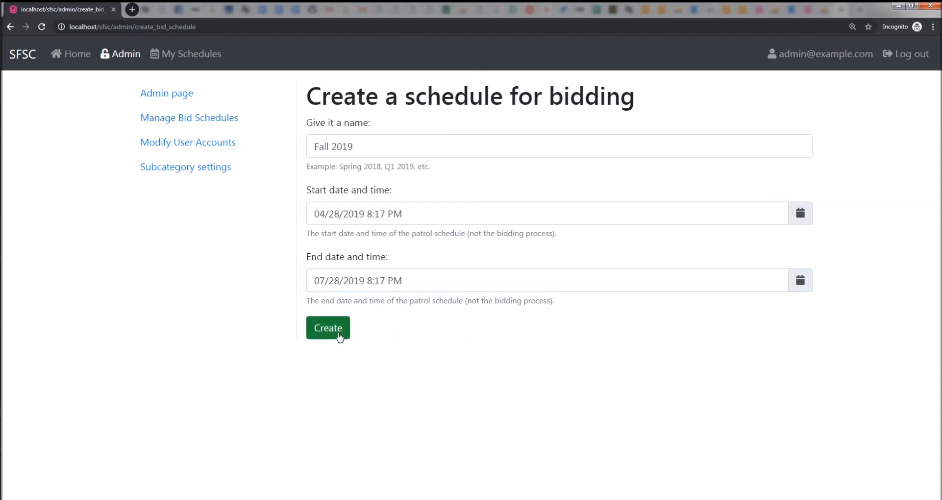 localhost/sfsc/admin/create_bid
localhost/sfsc/admin/create_bid_schedule
Incognito
SFSC Home Admin My Schedules admin@example.com Log out
Admin page
Manage Bid Schedules
Modify User Accounts
Subcategory settings
Create a schedule for bidding
Give it a name:
Fall 2019
Example: Spring 2018, Q1 2019, etc.
Start date and time:
04/28/2019 8:17 PM
The start date and time of the patrol schedule (not the bidding process).
End date and time:
07/28/2019 8:17 PM
The end date and time of the patrol schedule (not the bidding process).
Create